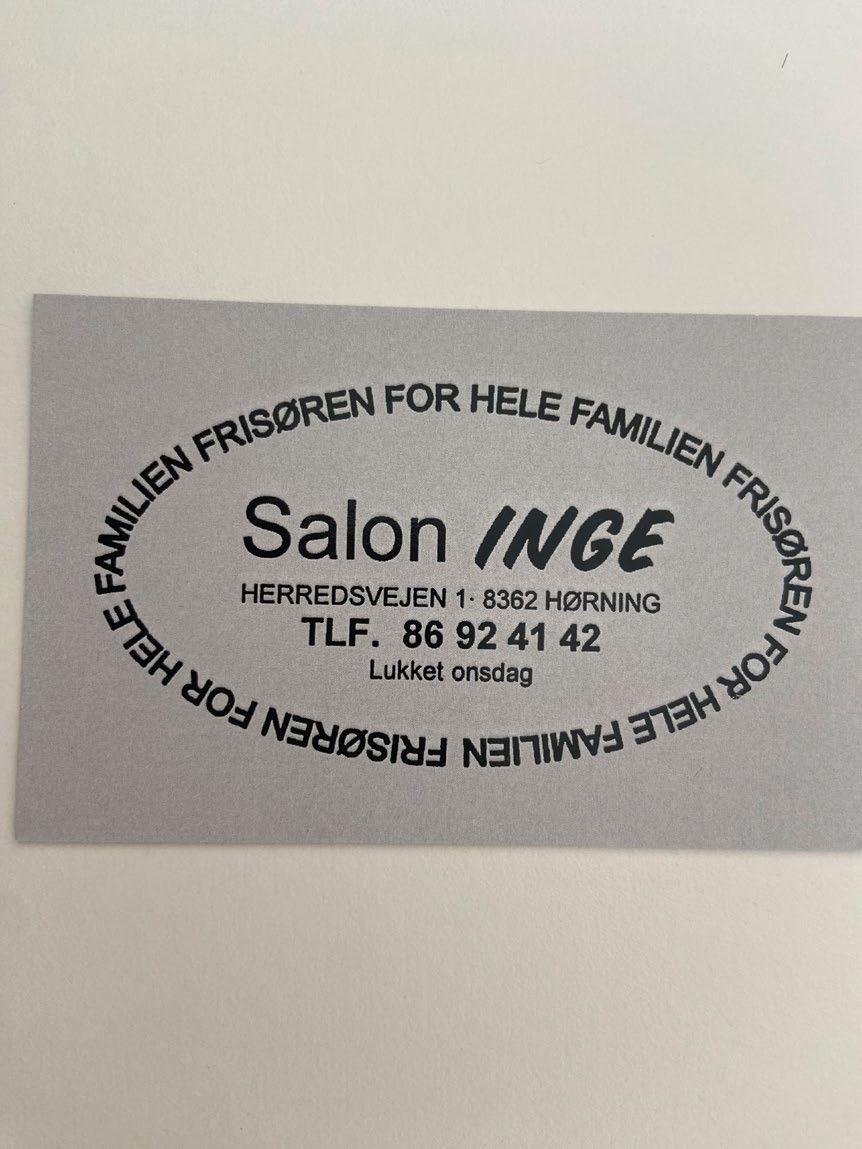 FRISØREN FOR HELE FAMILIEN FRISØREN FOR HELE FAMILIEN FRISØREN FOR HELE FAMILIEN
Salon INGE
HERREDSVEJEN 1· 8362 HØRNING
TLF. 86 92 41 42
Lukket onsdag